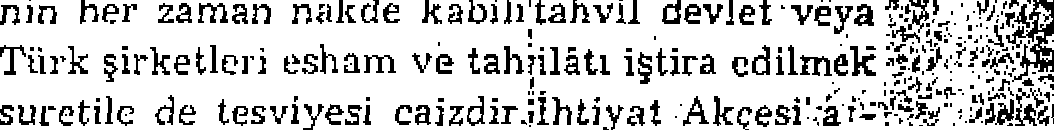 nin her zaman nakde kabili tahvil devlet veya
Türk şirketleri esham ve tahvilâtı iştira edilmek
suretile de tesviyesi caizdir. İhtiyat Akçesi